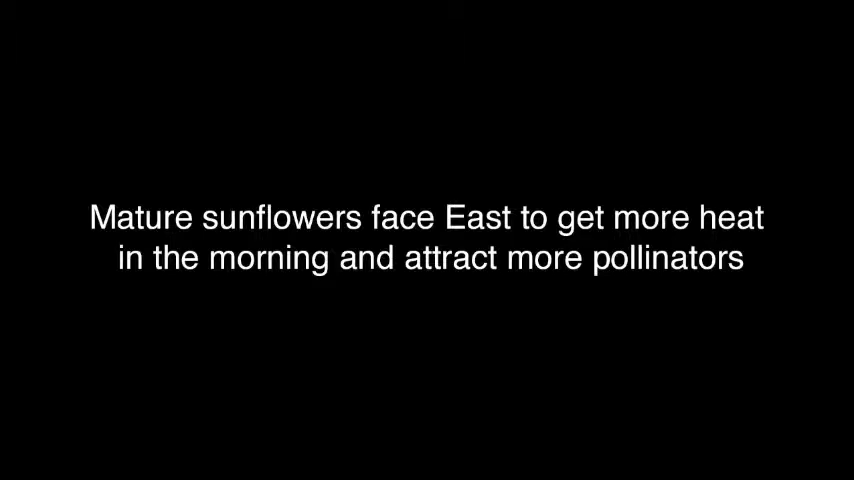 Mature sunflowers face East to get more heat
in the morning and attract more pollinators